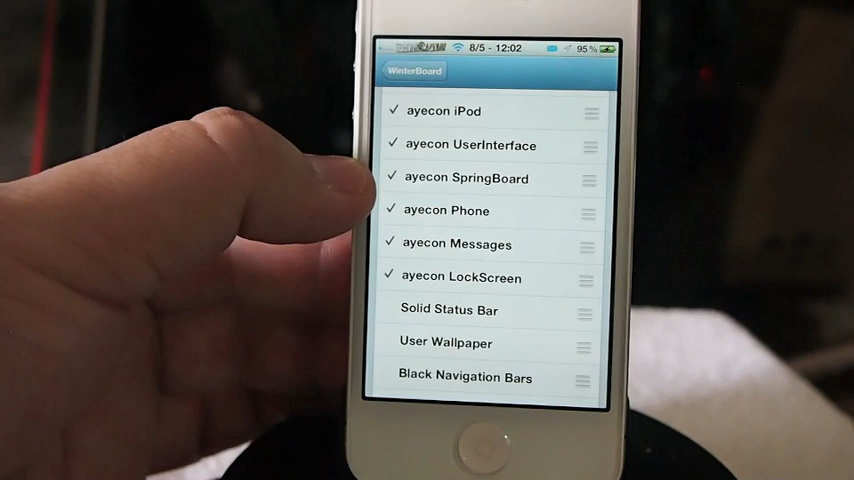 8/5 - 12:02 95%
WinterBoard
ayecon iPod
ayecon UserInterface
ayecon SpringBoard
ayecon Phone
ayecon Messages
ayecon LockScreen
Solid Status Bar
User Wallpaper
Black Navigation Bars